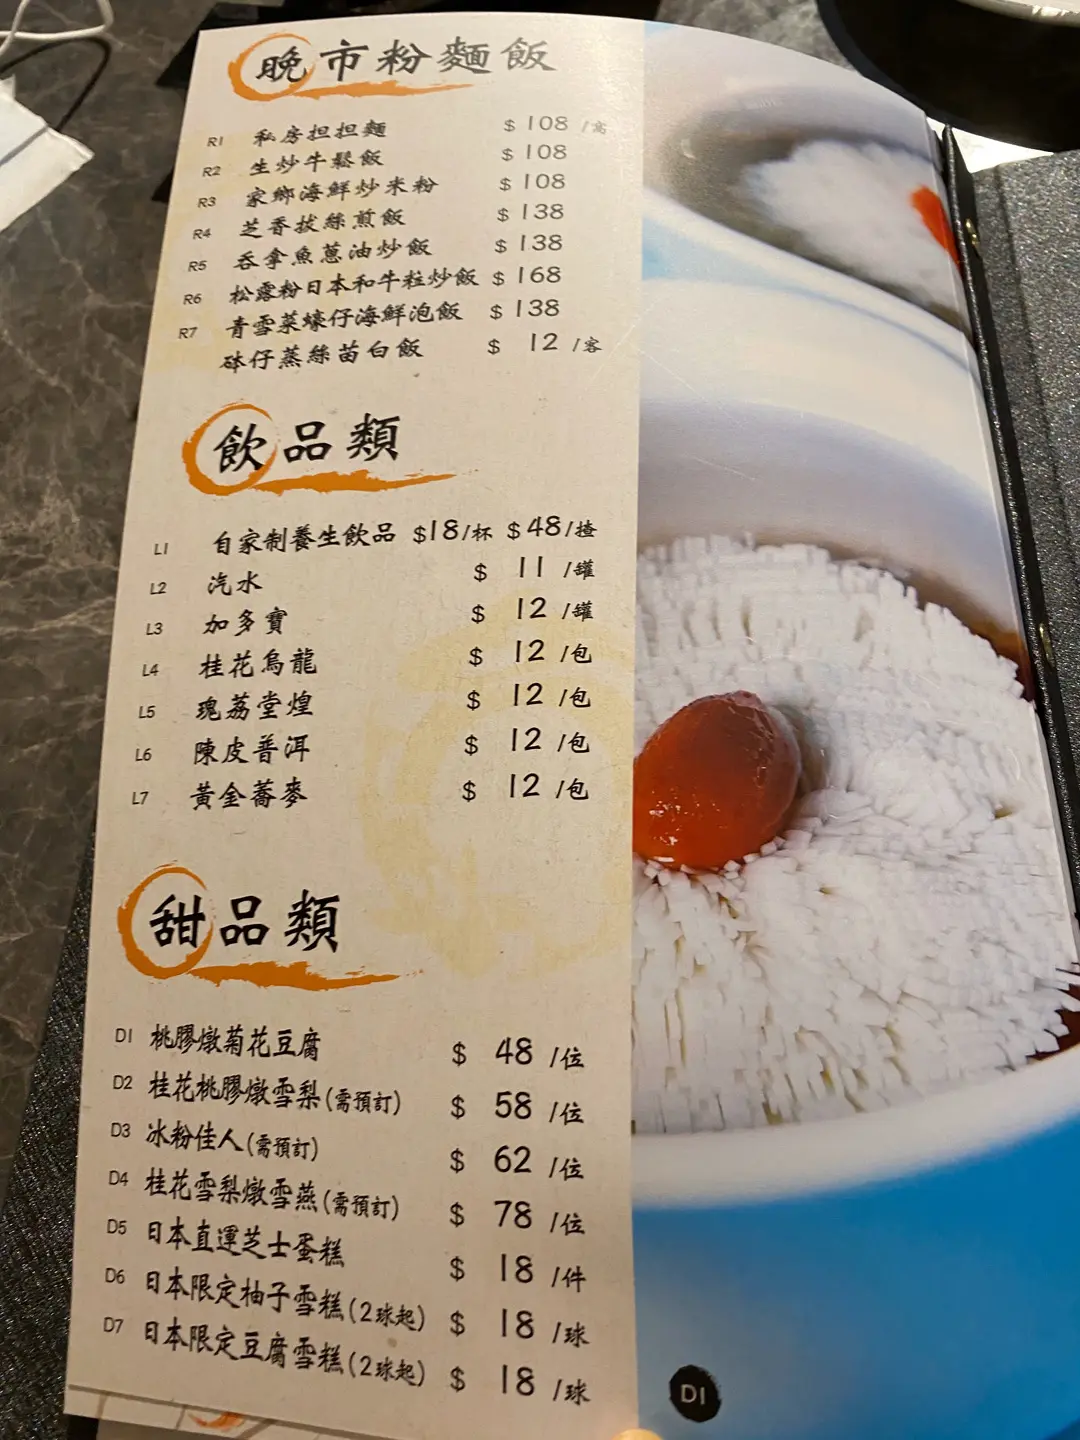 晚市粉麵飯
R1 私房担担麵 $108 /窩
R2 生炒牛鬆飯 $108
R3 家鄉海鮮炒米粉 $108
R4 芝香拔絲煎飯 $138
R5 吞拿魚蔥油炒飯 $138
R6 松露粉日本和牛粒炒飯 $168
R7 青雪菜蠔仔海鮮泡飯 $138
砵仔蒸絲苗白飯 $12 /客
飲品類
L1 自家制養生飲品 $18/杯 $48/揸
L2 汽水 $11 /罐
L3 加多寶 $12 /罐
L4 桂花烏龍 $12 /包
L5 瑰荔堂煌 $12 /包
L6 陳皮普洱 $12 /包
L7 黃金蕎麥 $12 /包
甜品類
D1 桃膠燉菊花豆腐 $48 /位
D2 桂花桃膠燉雪梨(需預訂) $58 /位
D3 冰粉佳人(需預訂) $62 /位
D4 桂花雪梨燉雪燕(需預訂) $78 /位
D5 日本直運芝士蛋糕 $18 /件
D6 日本限定柚子雪糕(2球起) $18 /球
D7 日本限定豆腐雪糕(2球起) $18 /球
D1